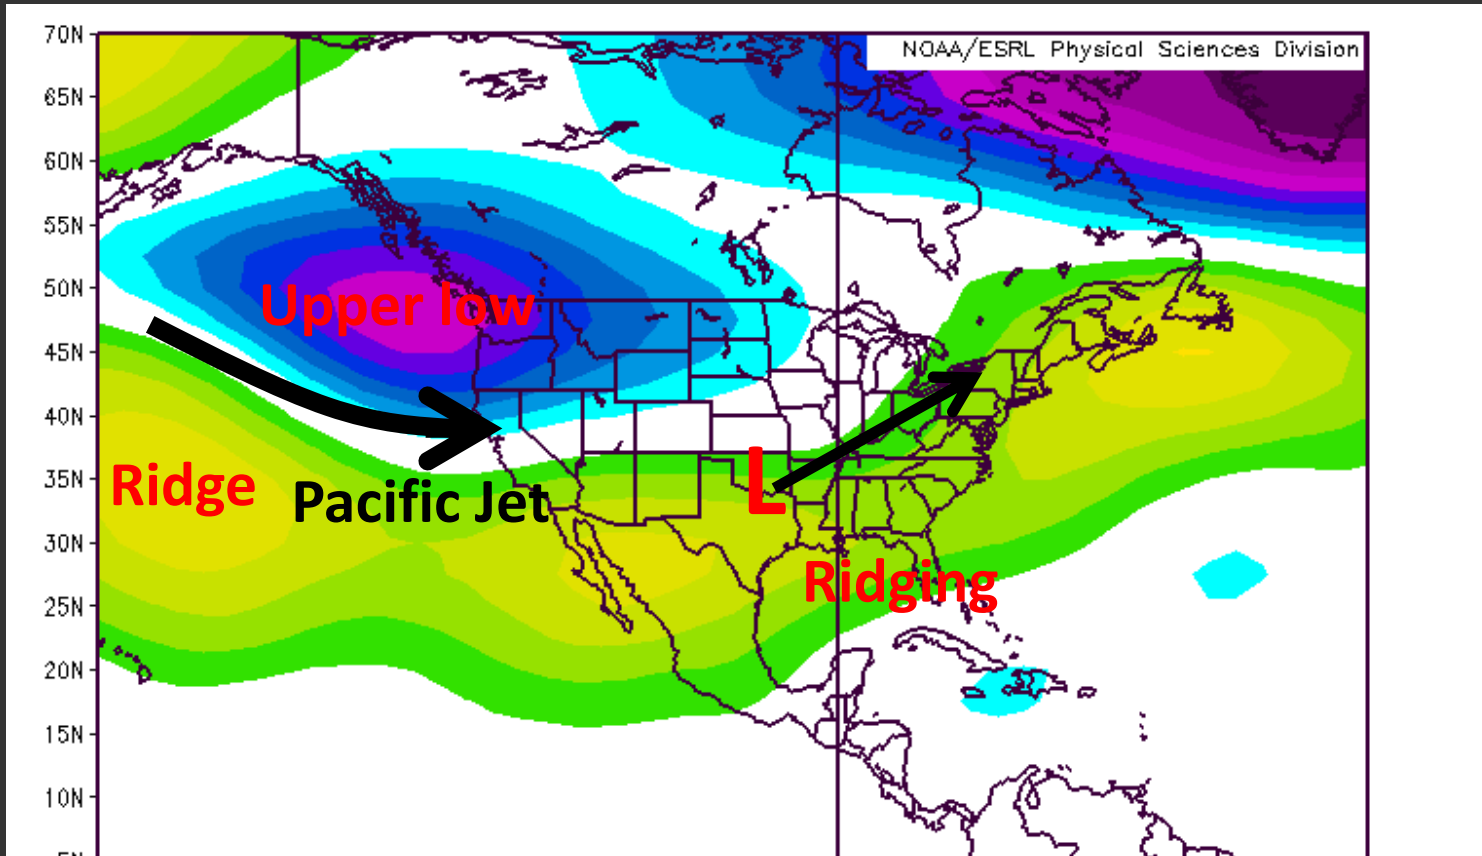 NOAA/ESRL Physical Sciences Division
70N
65N
60N
55N
50N
45N
40N
35N
30N
25N
20N
15N
10N
5N
Upper low
Ridge
Pacific Jet
L
Ridging